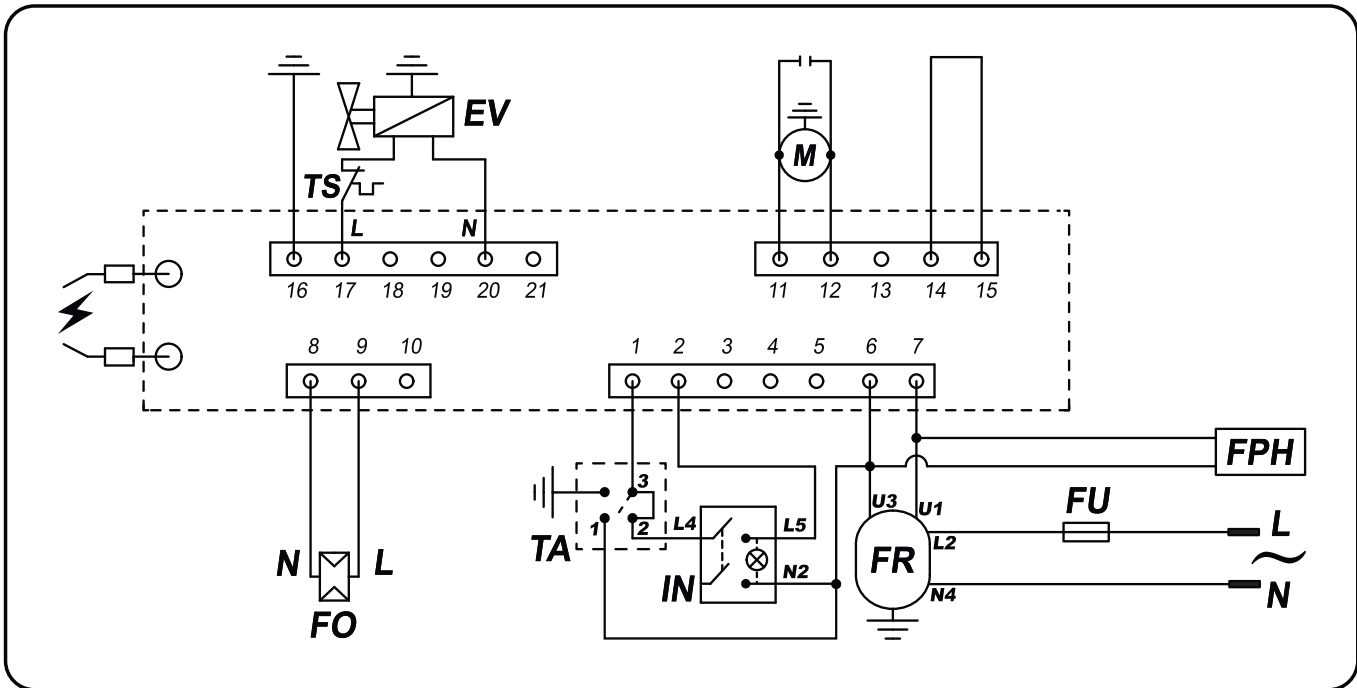 EV
M
TS
L N
16 17 18 19 20 21
11 12 13 14 15
8 9 10
1 2 3 4 5 6 7
FPH
3
U3 U1
FU
L
1 2
L4 L5
L2
TA
FR
N L
N2
IN
N4
N
FO